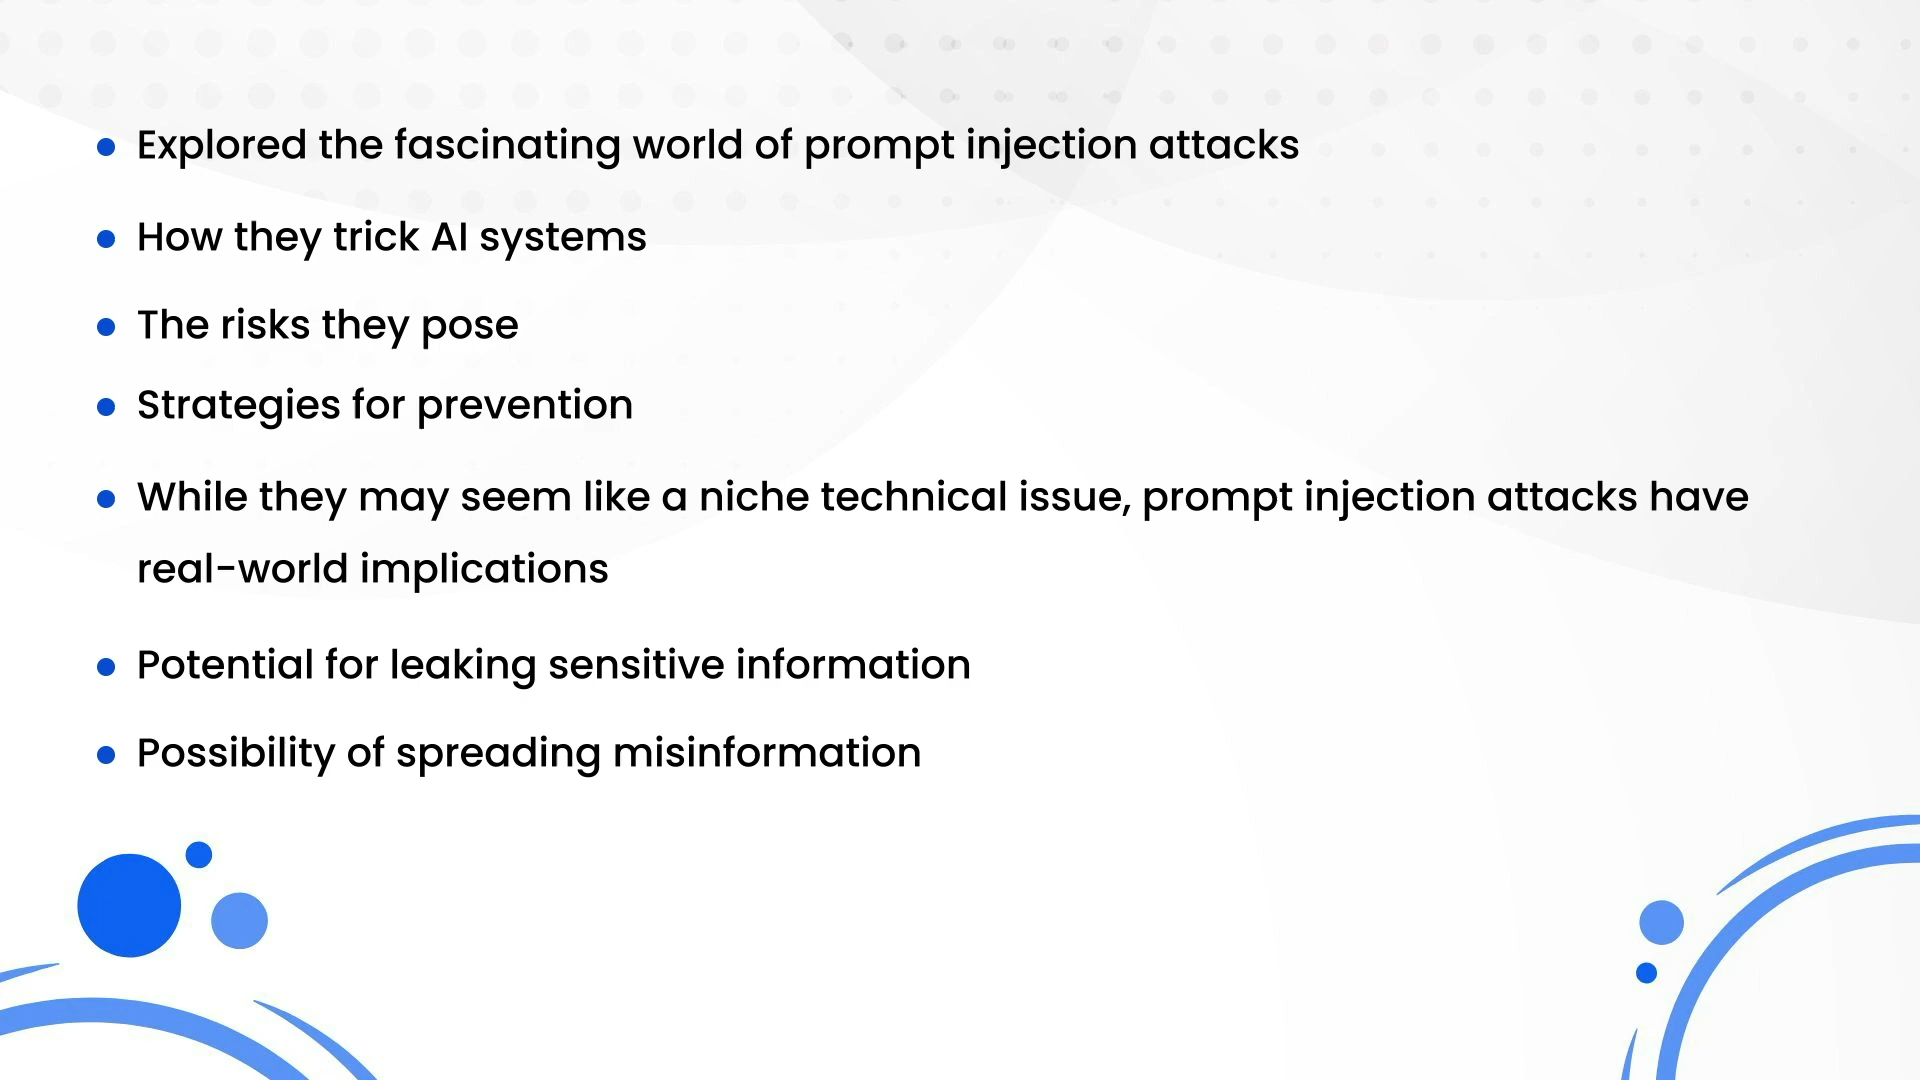 Explored the fascinating world of prompt injection attacks
How they trick AI systems
The risks they pose
Strategies for prevention
While they may seem like a niche technical issue, prompt injection attacks have
real-world implications
Potential for leaking sensitive information
Possibility of spreading misinformation